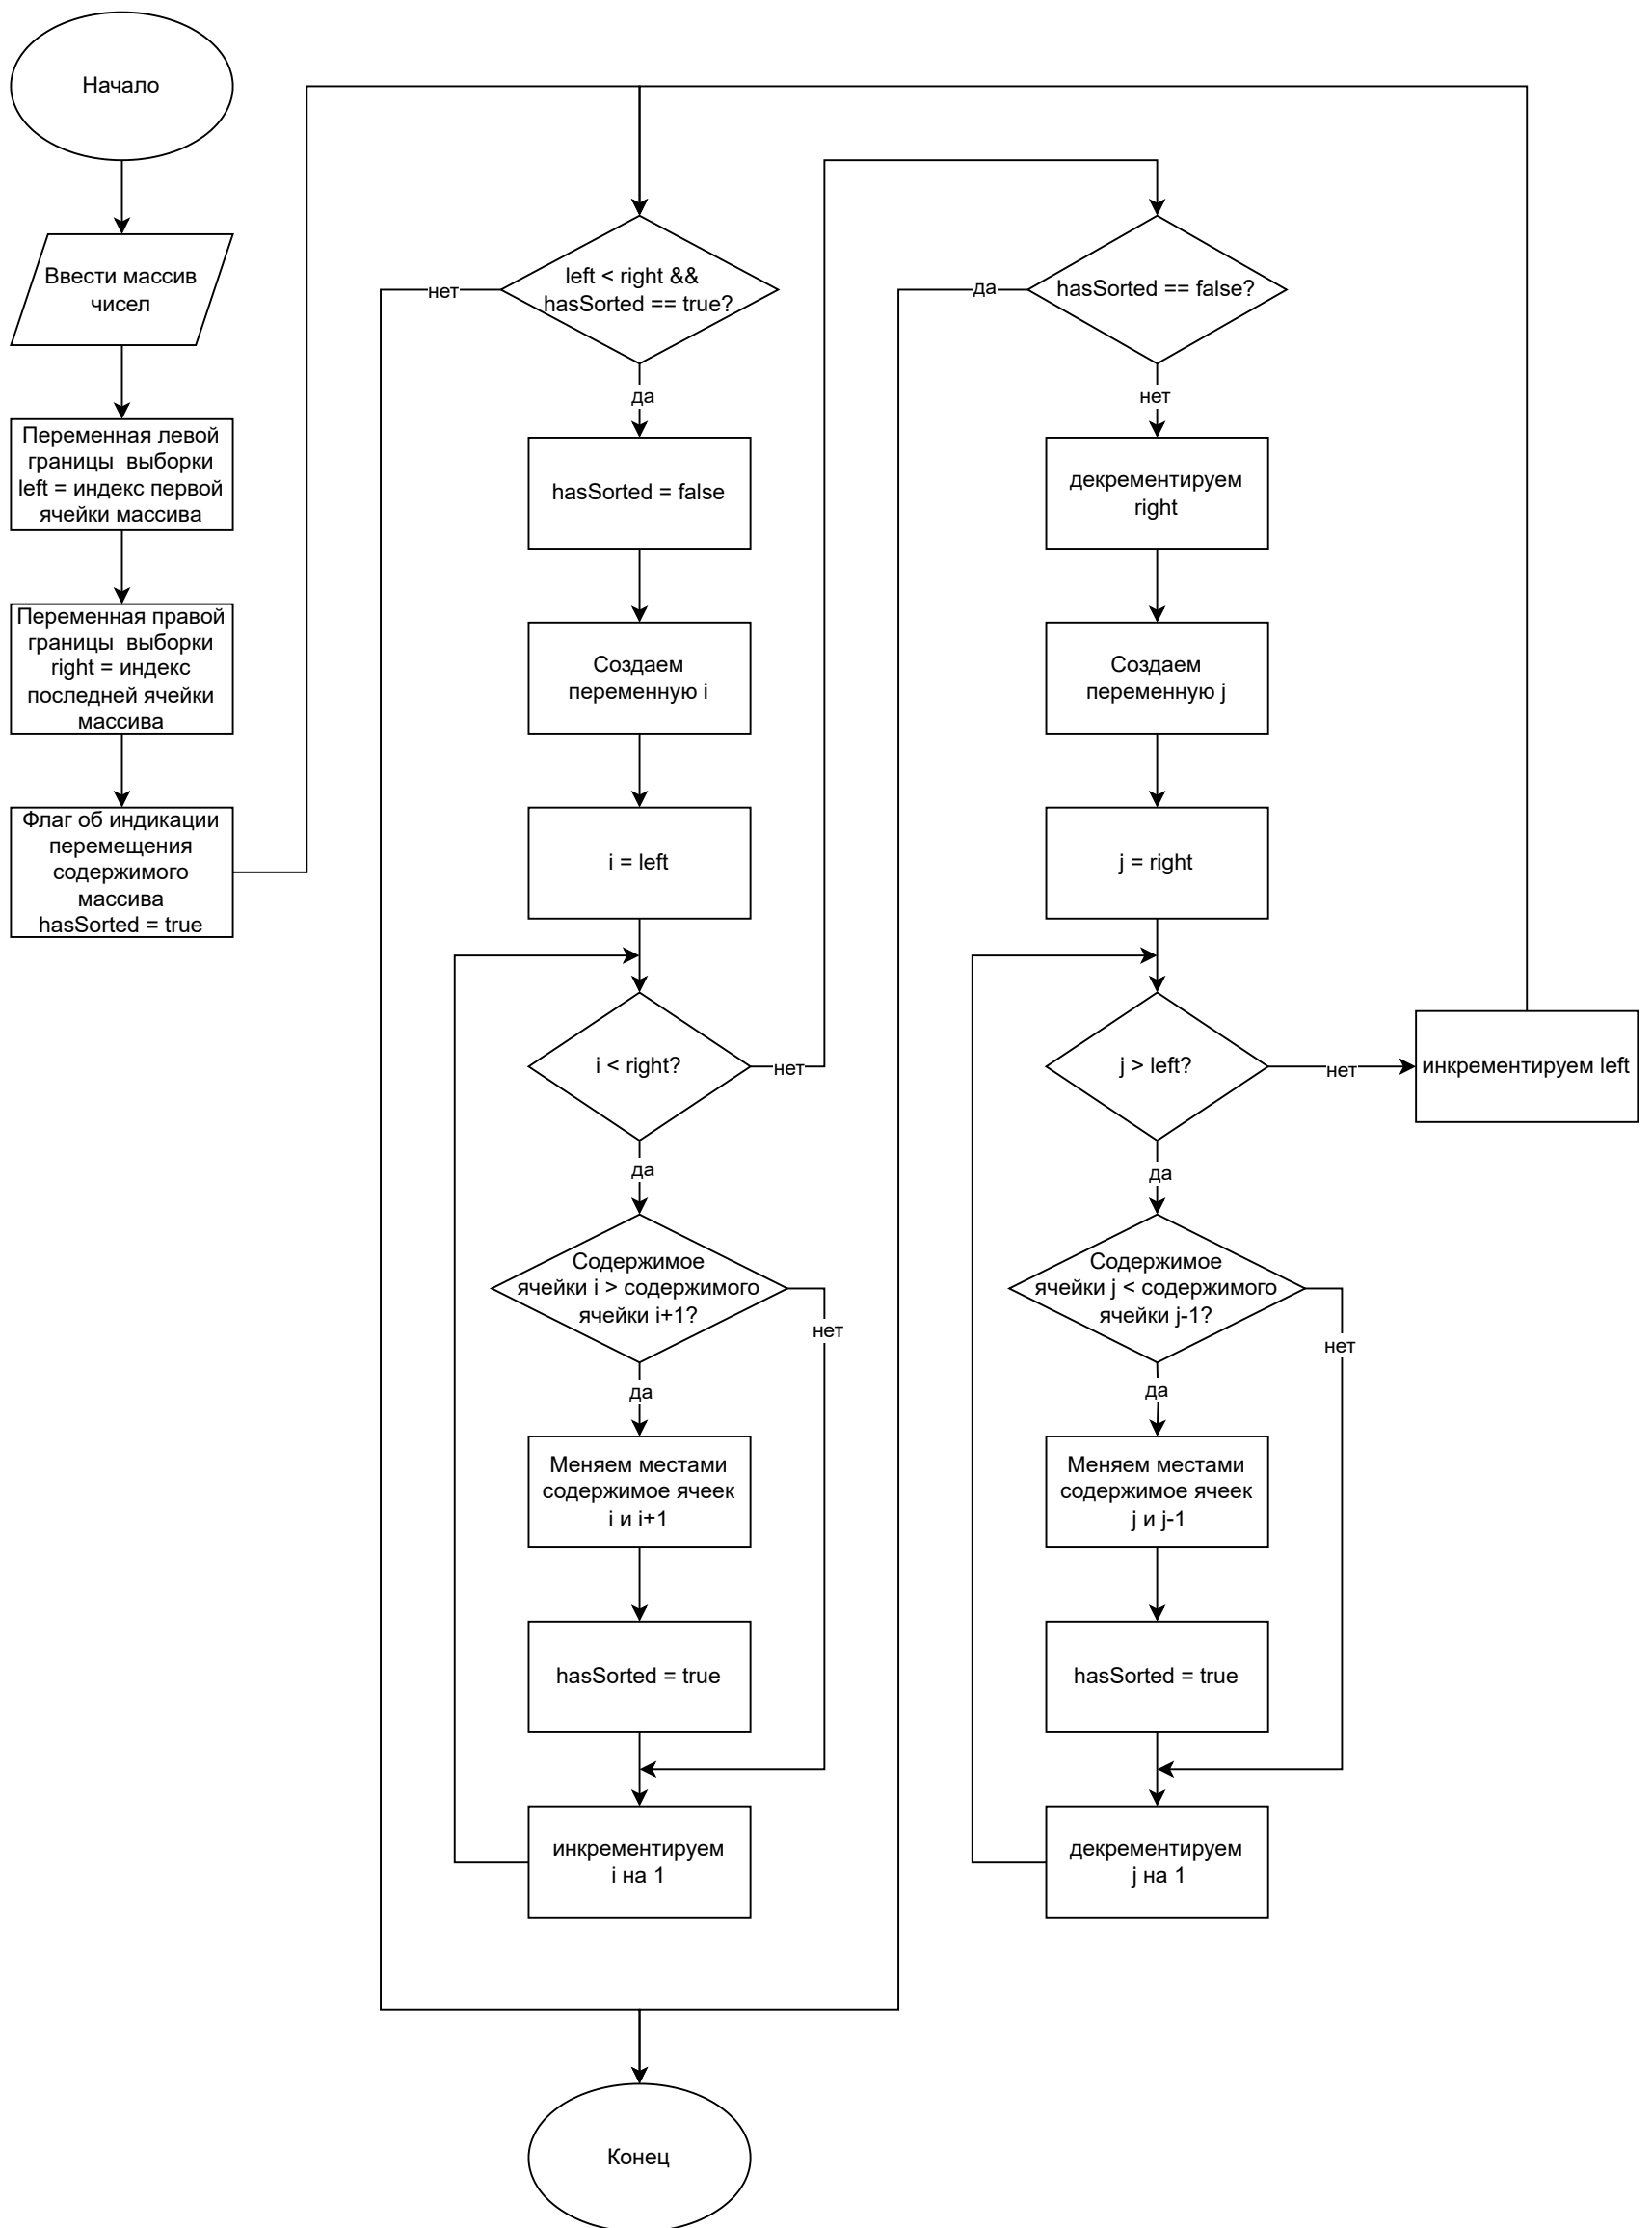 Начало
Ввести массив
чисел
Переменная левой
границы выборки
left = индекс первой
ячейки массива
Переменная правой
границы выборки
right = индекс
последней ячейки
массива
Флаг об индикации
перемещения
содержимого
массива
hasSorted = true
left < right &&
hasSorted == true?
нет
да
hasSorted = false
Создаем
переменную i
i = left
i < right?
нет
да
Содержимое
ячейки i > содержимого
ячейки i+1?
нет
да
Меняем местами
содержимое ячеек
i и i+1
hasSorted = true
инкрементируем
i на 1
hasSorted == false?
да
нет
декрементируем
right
Создаем
переменную j
j = right
j > left?
нет
инкрементируем left
да
Содержимое
ячейки j < содержимого
ячейки j-1?
нет
да
Меняем местами
содержимое ячеек
j и j-1
hasSorted = true
декрементируем
j на 1
Конец